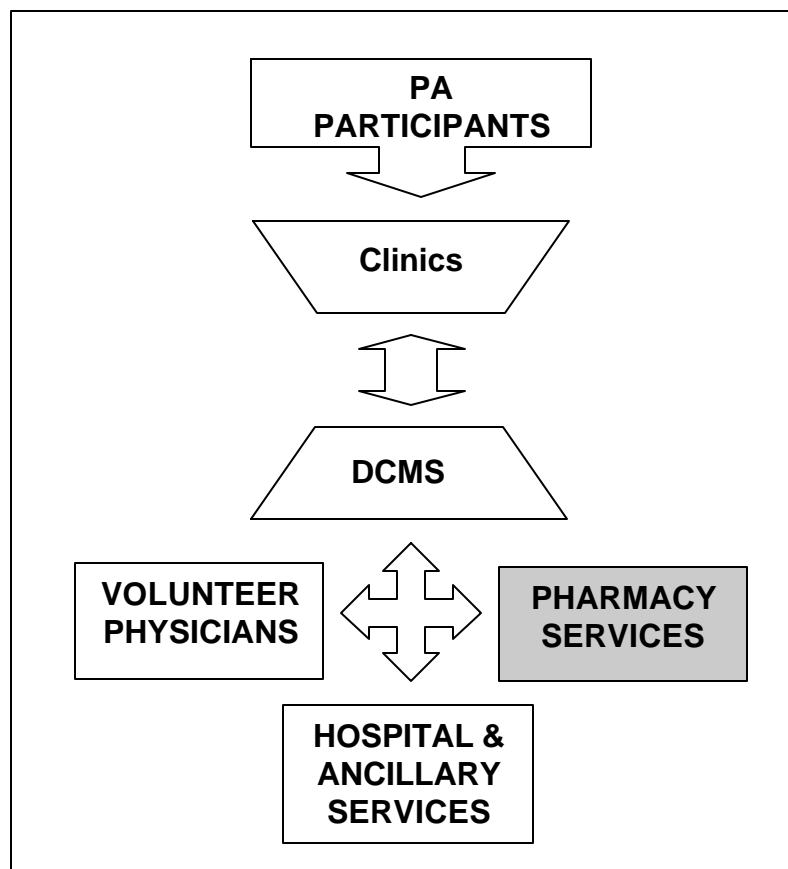 PA
PARTICIPANTS
Clinics
DCMS
VOLUNTEER
PHYSICIANS
PHARMACY
SERVICES
HOSPITAL &
ANCILLARY
SERVICES